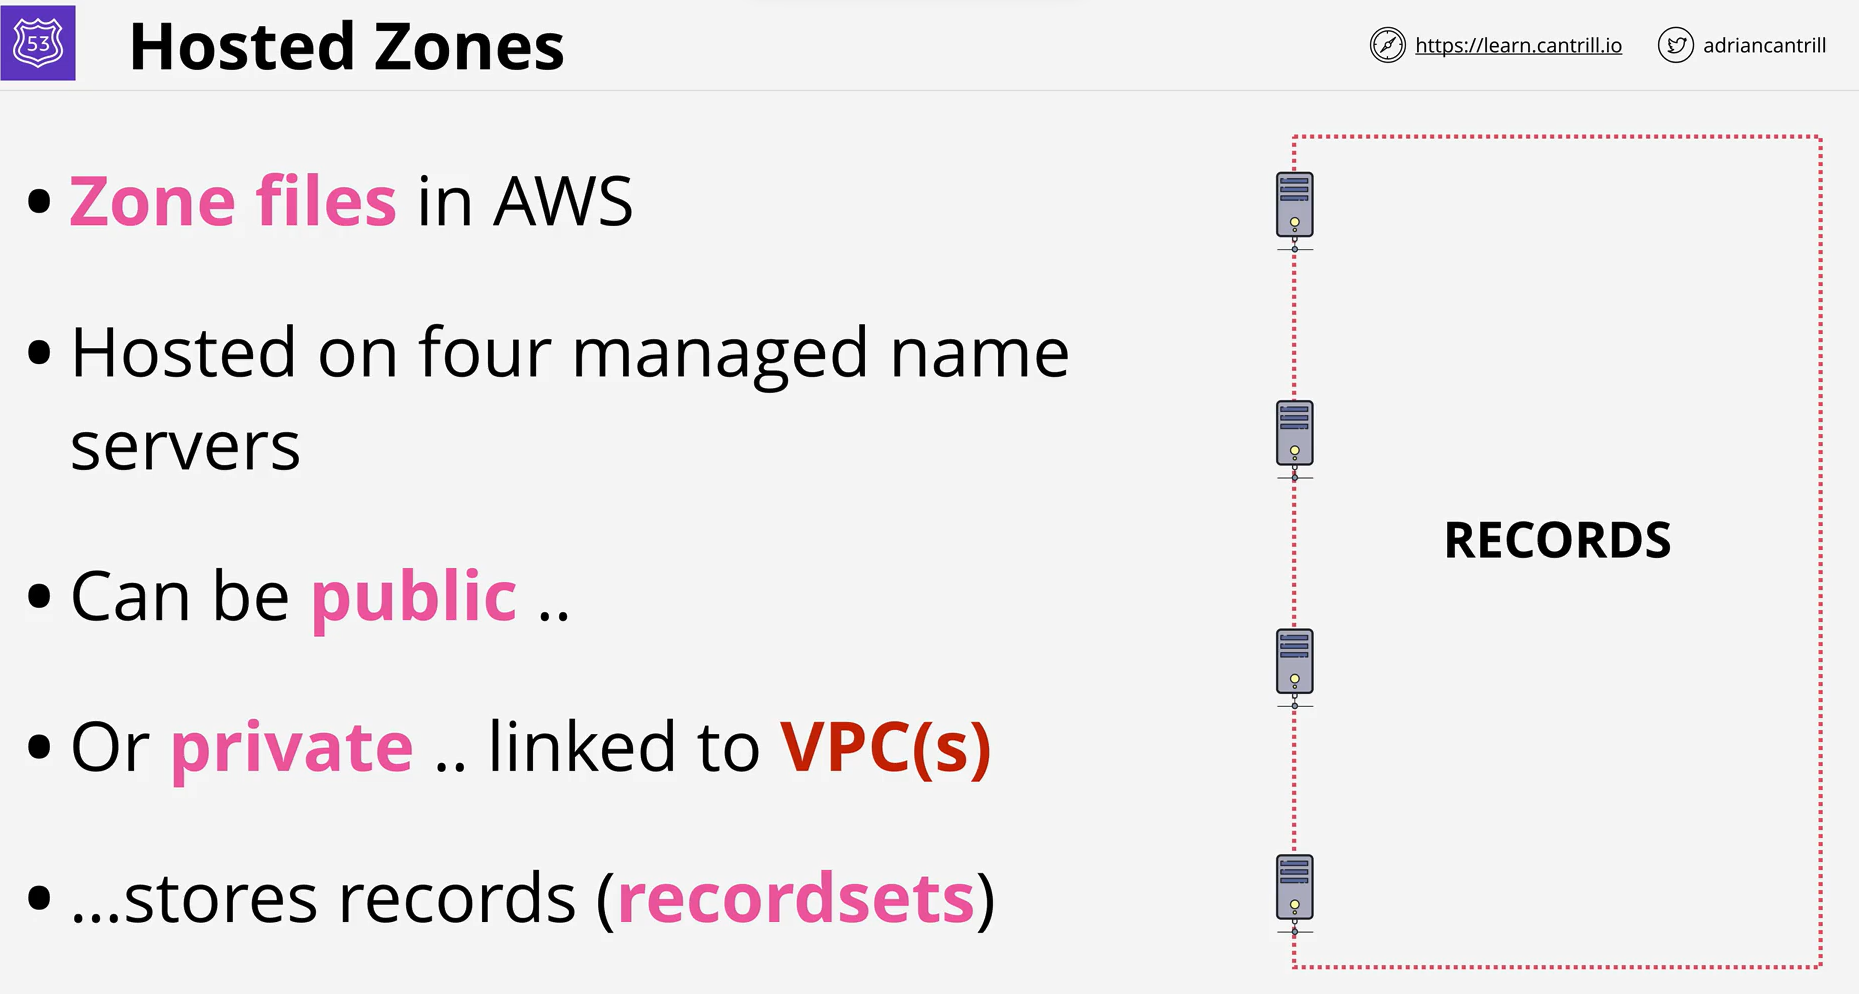 53
Hosted Zones
https://learn.cantrill.io
adriancantrill
• Zone files in AWS
• Hosted on four managed name
servers
• Can be public ..
• Or private .. linked to VPC(s)
• ...stores records (recordsets)
RECORDS